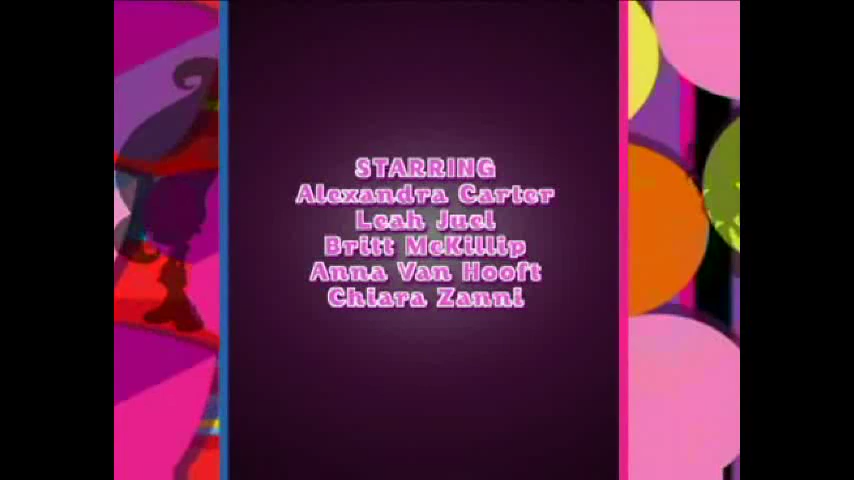 STARRING
Alexandra Carter
Leah Juel
Britt McKillip
Anna Van Hooft
Chiara Zanni